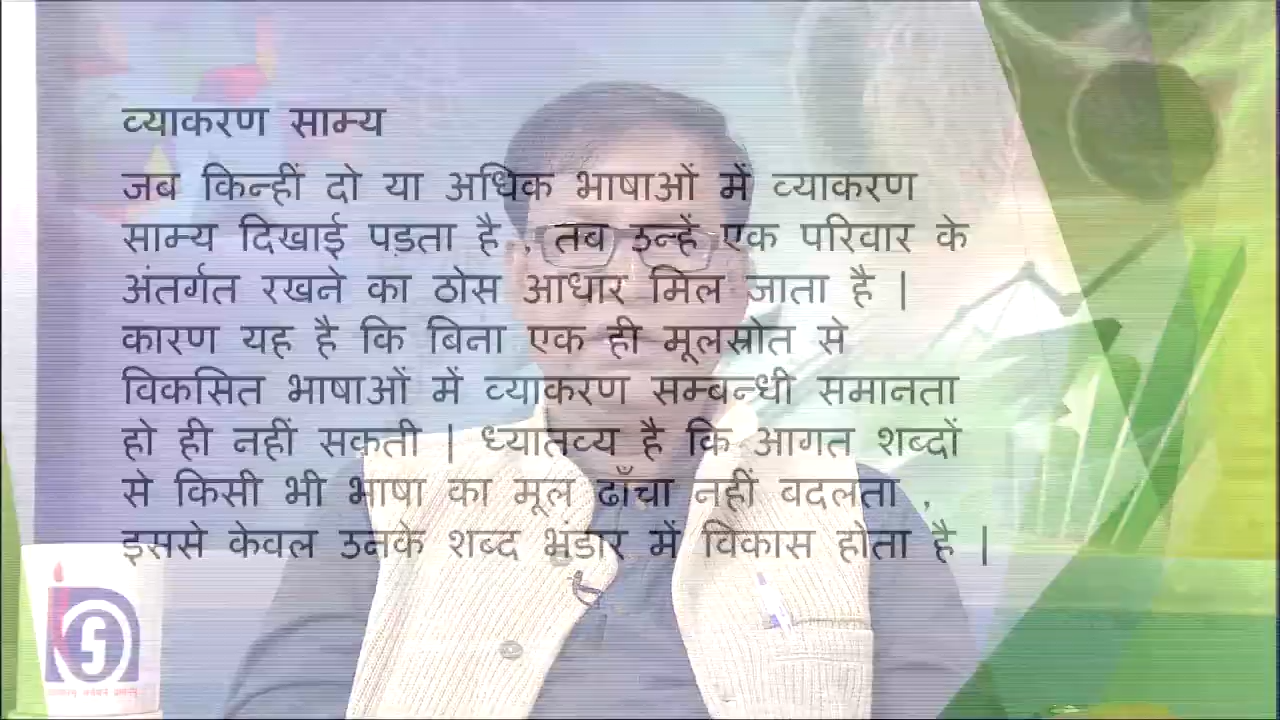 व्याकरण साम्य
जब किन्हीं दो या अधिक भाषाओं में व्याकरण
साम्य दिखाई पड़ता है , तब उन्हें एक परिवार के
अंतर्गत रखने का ठोस आधार मिल जाता है |
कारण यह है कि बिना एक ही मूलस्रोत से
विकसित भाषाओं में व्याकरण सम्बन्धी समानता
हो ही नहीं सकती | ध्यातव्य है कि आगत शब्दों
से किसी भी भाषा का मूल ढाँचा नहीं बदलता ,
इससे केवल उनके शब्द भंडार में विकास होता है |